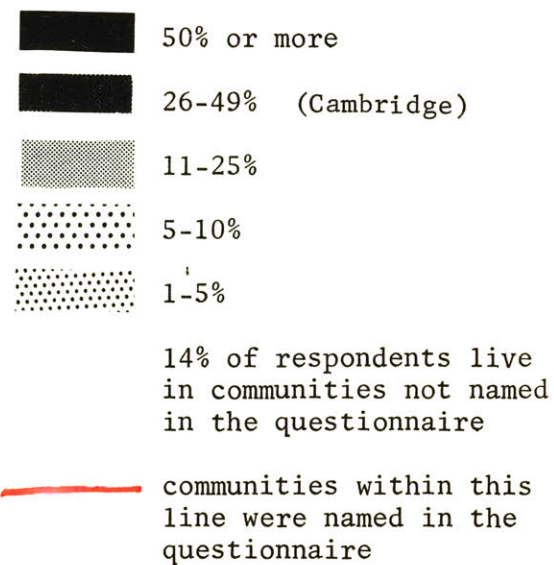 50% or more
26-49% (Cambridge)
11-25%
5-10%
1-5%
14% of respondents live
in communities not named
in the questionnaire
communities within this
line were named in the
questionnaire